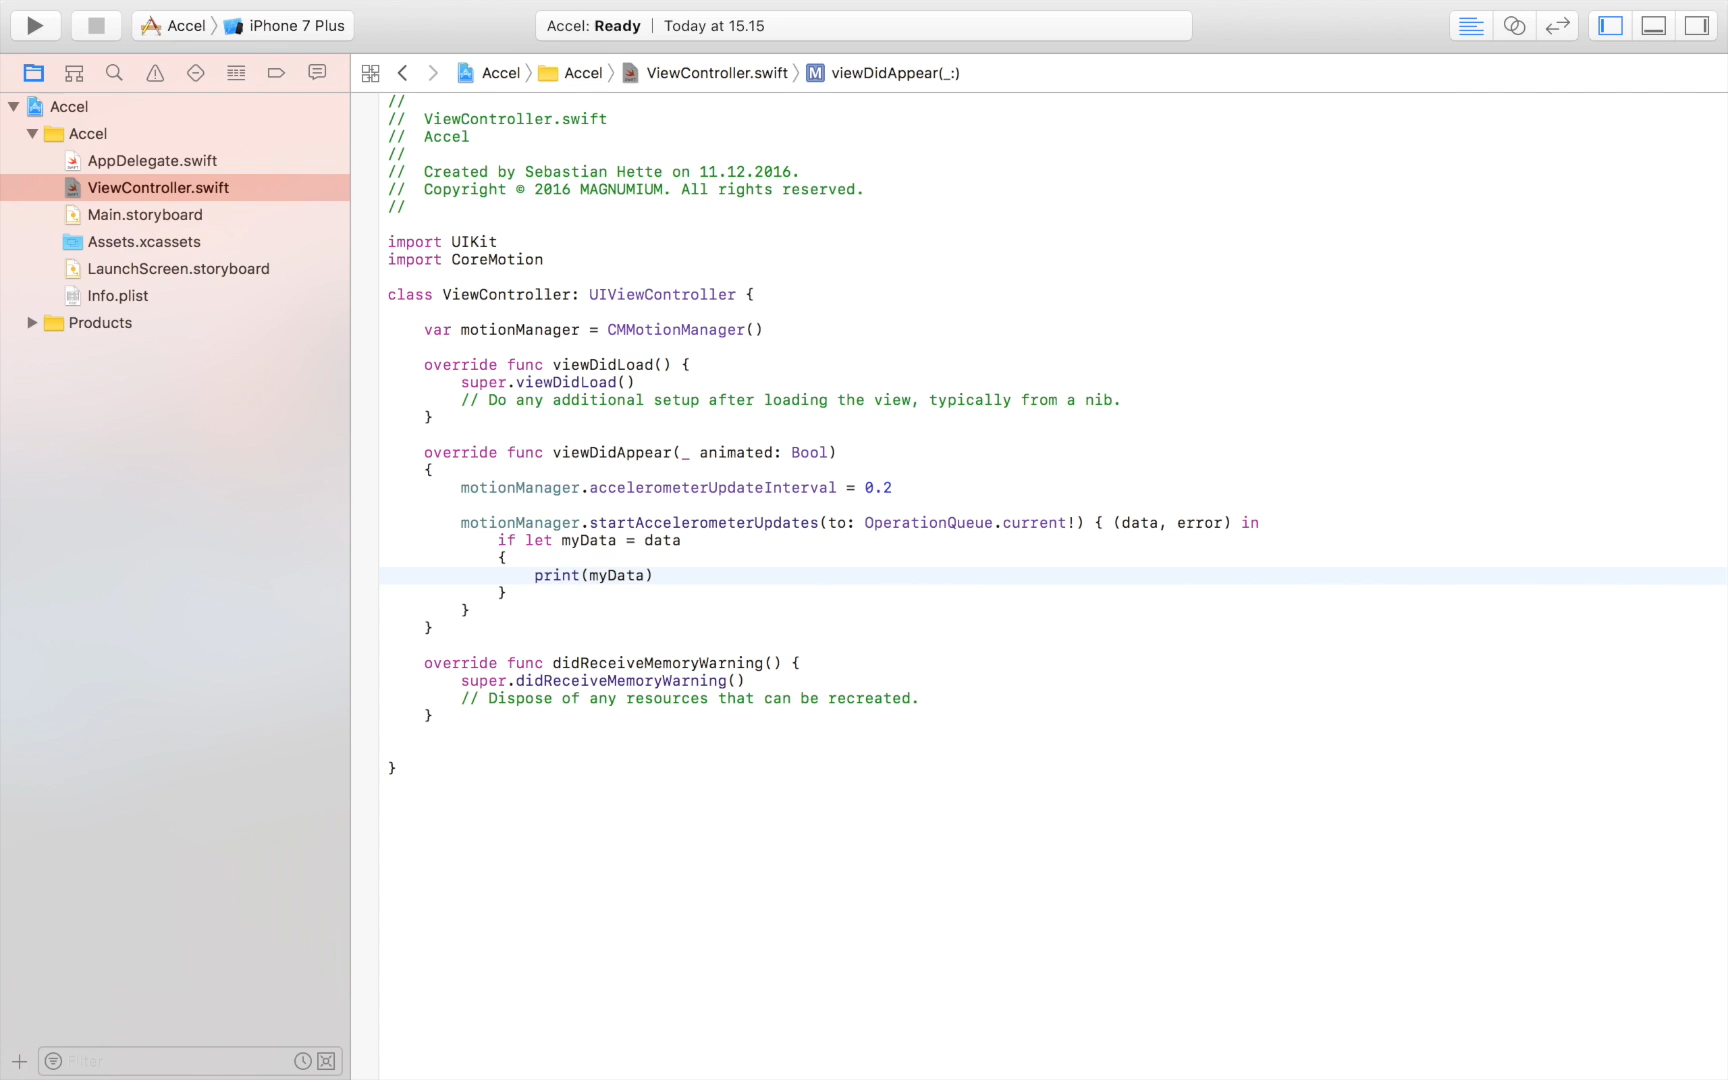 Accel iPhone 7 Plus
Accel: Ready | Today at 15.15
Accel Accel ViewController.swift M viewDidAppear(_:)
Accel
Accel
AppDelegate.swift
ViewController.swift
Main.storyboard
Assets.xcassets
LaunchScreen.storyboard
Info.plist
Products
Filter
//
//  ViewController.swift
//  Accel
//
//  Created by Sebastian Hette on 11.12.2016.
//  Copyright © 2016 MAGNUMIUM. All rights reserved.
//
import UIKit
import CoreMotion
class ViewController: UIViewController {
    var motionManager = CMMotionManager()
    override func viewDidLoad() {
        super.viewDidLoad()
        // Do any additional setup after loading the view, typically from a nib.
    }
    override func viewDidAppear(_ animated: Bool)
    {
        motionManager.accelerometerUpdateInterval = 0.2
        motionManager.startAccelerometerUpdates(to: OperationQueue.current!) { (data, error) in
            if let myData = data
            {
                print(myData)
            }
        }
    }
    override func didReceiveMemoryWarning() {
        super.didReceiveMemoryWarning()
        // Dispose of any resources that can be recreated.
    }
}